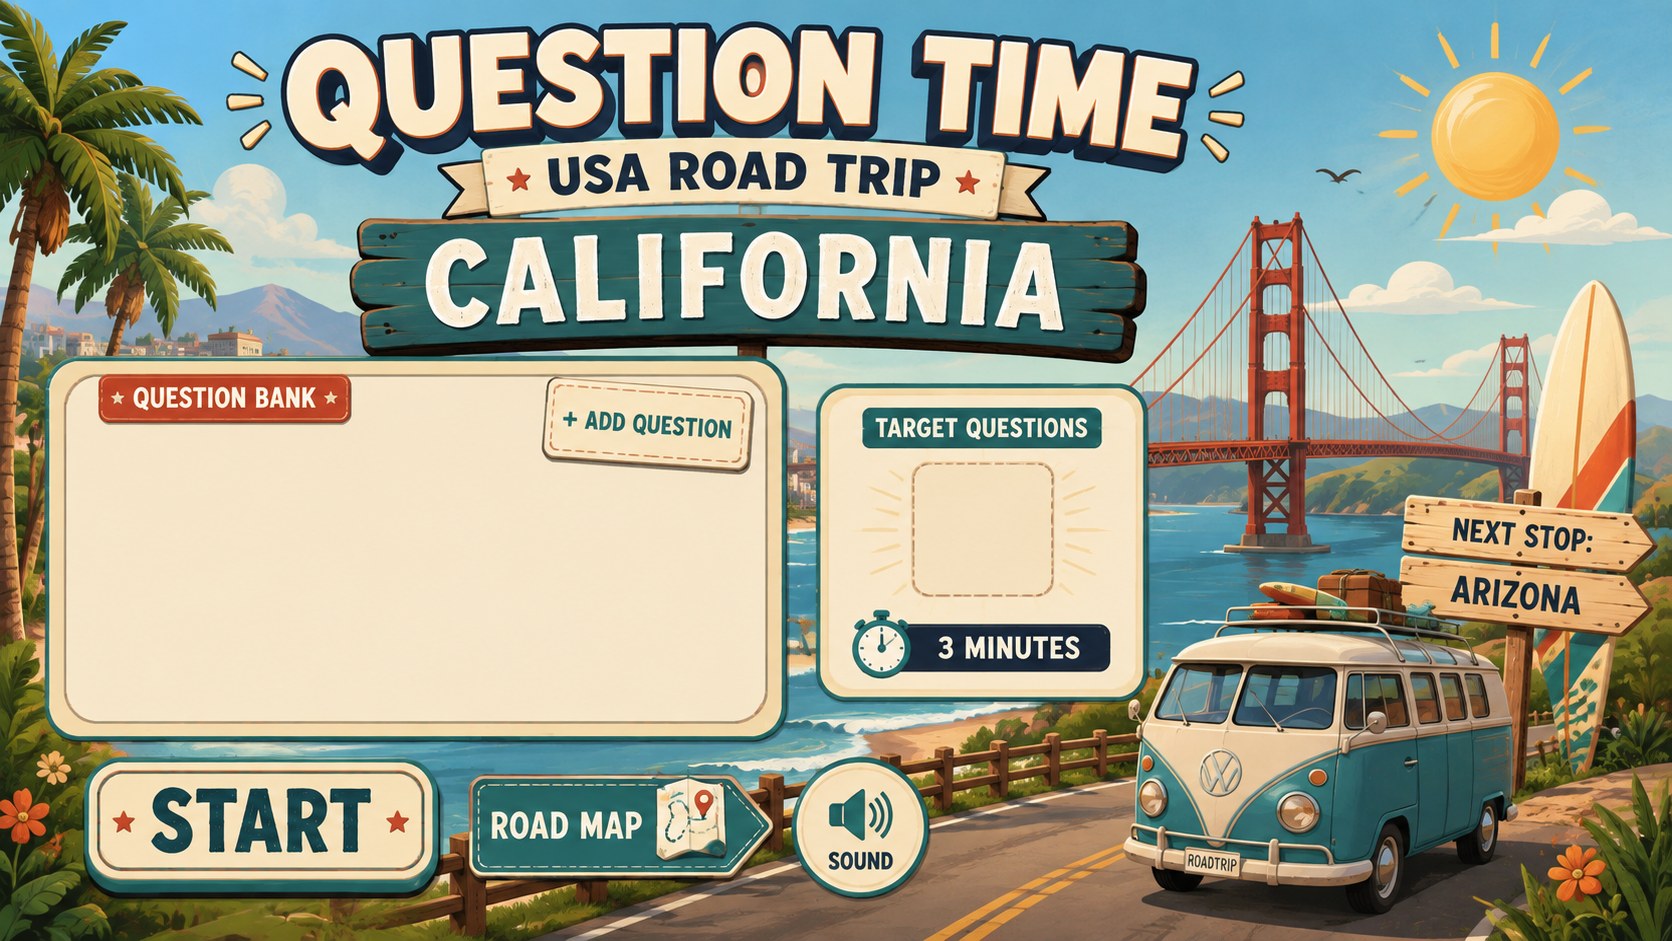 QUESTION TIME
USA ROAD TRIP
CALIFORNIA
QUESTION BANK
+ ADD QUESTION
TARGET QUESTIONS
3 MINUTES
NEXT STOP:
ARIZONA
START
ROAD MAP
SOUND
ROADTRIP